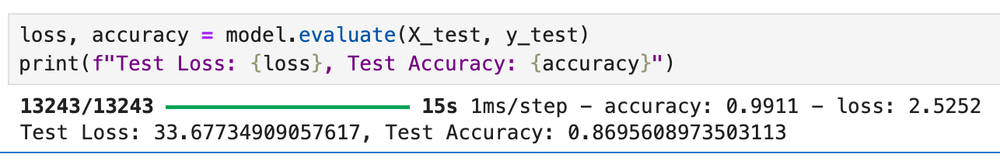 loss, accuracy = model.evaluate(X_test, y_test)
print(f"Test Loss: {loss}, Test Accuracy: {accuracy}")
13243/13243 15s 1ms/step - accuracy: 0.9911 - loss: 2.5252
Test Loss: 33.67734909057617, Test Accuracy: 0.8695608973503113